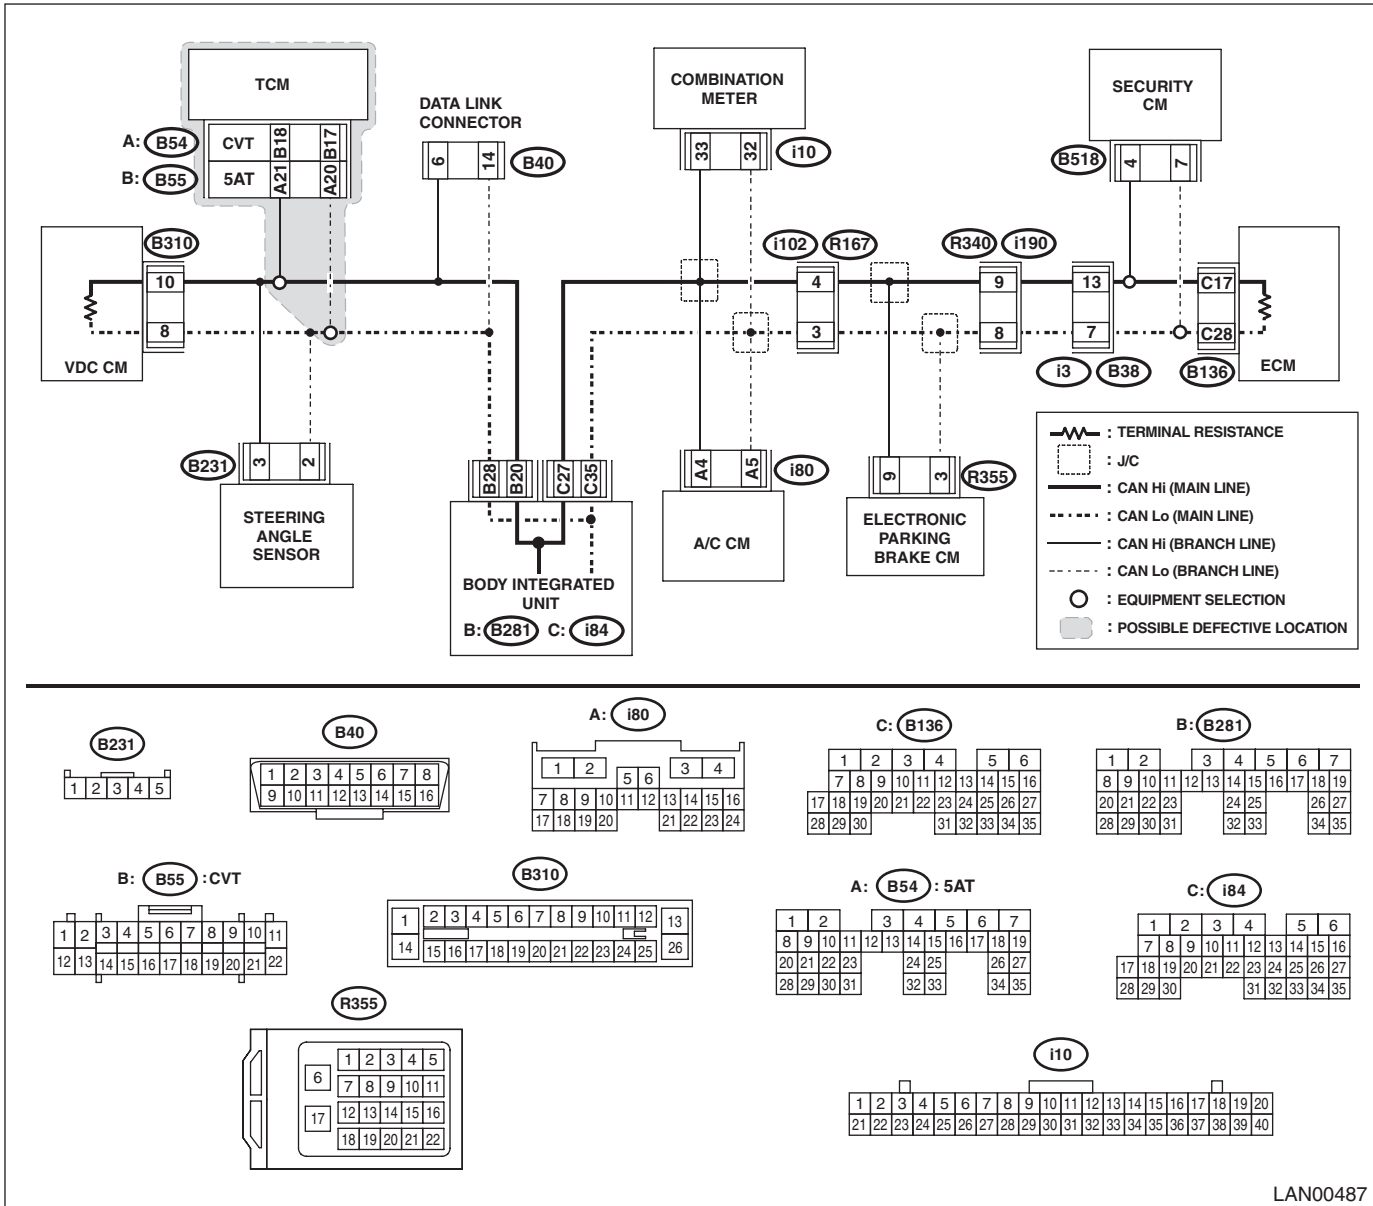 TCM
A: B54 CVT B18 B17
B: B55 5AT A21 A20
DATA LINK
CONNECTOR
6 14 B40
COMBINATION
METER
33 32 i10
SECURITY
CM
B518 4 7
B310
10
8
VDC CM
i102 R167
4
3
R340 i190
9
8
13
7
i3 B38
C17
C28
B136
ECM
B231 3 2
STEERING
ANGLE
SENSOR
B28 B20 C27 C35
BODY INTEGRATED
UNIT
B: B281 C: i84
A4 A5 i80
A/C CM
9 3 R355
ELECTRONIC
PARKING
BRAKE CM
: TERMINAL RESISTANCE
: J/C
: CAN Hi (MAIN LINE)
: CAN Lo (MAIN LINE)
: CAN Hi (BRANCH LINE)
: CAN Lo (BRANCH LINE)
: EQUIPMENT SELECTION
: POSSIBLE DEFECTIVE LOCATION
B231
1 2 3 4 5
B40
1 2 3 4 5 6 7 8
9 10 11 12 13 14 15 16
A: i80
1 2 3 4
5 6
7 8 9 10 11 12 13 14 15 16
17 18 19 20 21 22 23 24
C: B136
1 2 3 4 5 6
7 8 9 10 11 12 13 14 15 16
17 18 19 20 21 22 23 24 25 26 27
28 29 30 31 32 33 34 35
B: B281
1 2 3 4 5 6 7
8 9 10 11 12 13 14 15 16 17 18 19
20 21 22 23 24 25 26 27
28 29 30 31 32 33 34 35
B: B55 : CVT
1 2 3 4 5 6 7 8 9 10 11
12 13 14 15 16 17 18 19 20 21 22
B310
1 2 3 4 5 6 7 8 9 10 11 12 13
14 15 16 17 18 19 20 21 22 23 24 25 26
A: B54 : 5AT
1 2 3 4 5 6 7
8 9 10 11 12 13 14 15 16 17 18 19
20 21 22 23 24 25 26 27
28 29 30 31 32 33 34 35
C: i84
1 2 3 4 5 6
7 8 9 10 11 12 13 14 15 16
17 18 19 20 21 22 23 24 25 26 27
28 29 30 31 32 33 34 35
R355
1 2 3 4 5
6
7 8 9 10 11
12 13 14 15 16
17
18 19 20 21 22
i10
1 2 3 4 5 6 7 8 9 10 11 12 13 14 15 16 17 18 19 20
21 22 23 24 25 26 27 28 29 30 31 32 33 34 35 36 37 38 39 40
LAN00487